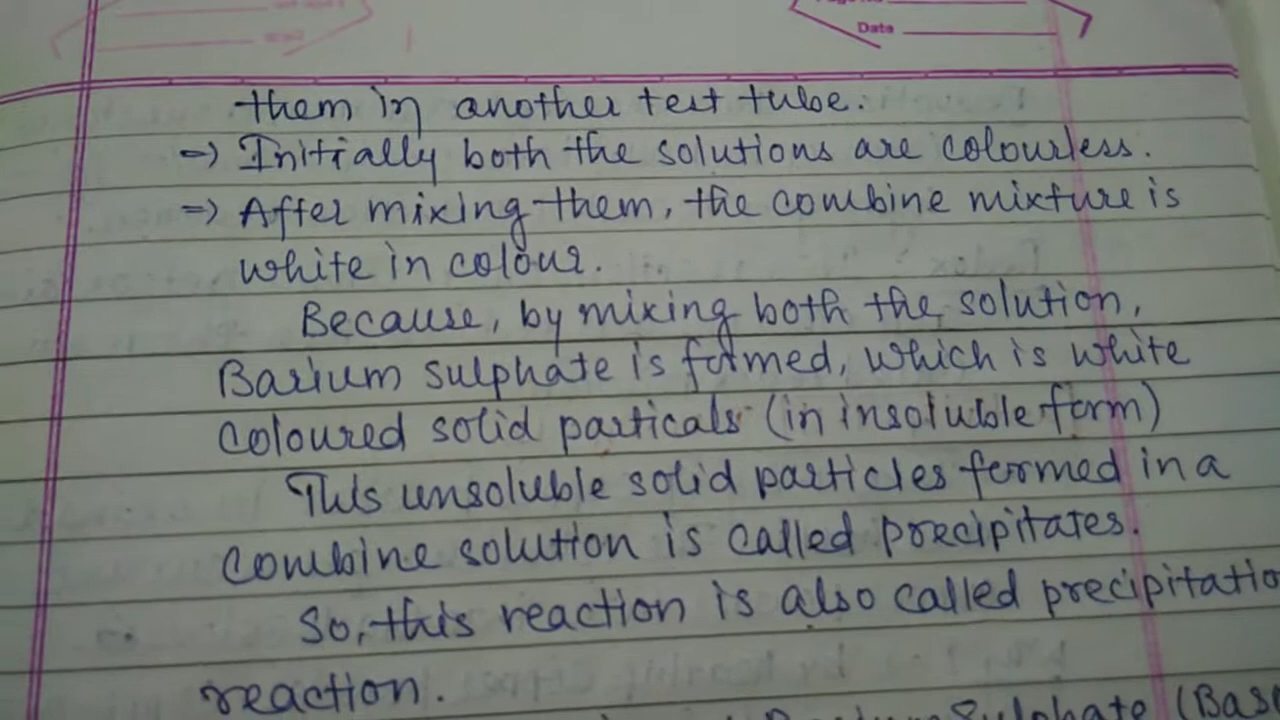 Date
them in another test tube.
=) Initially both the solutions are colourless.
=) After mixing them, the combine mixture is
white in colour.
Because, by mixing both the solution,
Barium sulphate is formed, which is white
coloured solid particals (in insoluble form)
This unsoluble solid particles formed in a
combine solution is called precipitates.
So, this reaction is also called precipitatio
reaction.
Sulphate (Bas